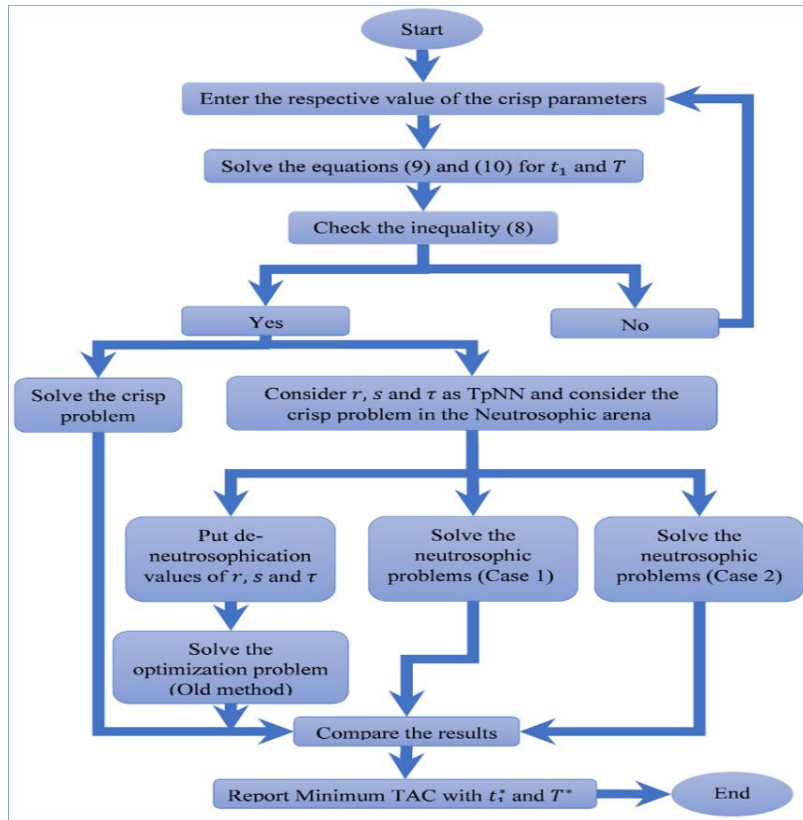 Start
Enter the respective value of the crisp parameters
Solve the equations (9) and (10) for t₁ and T
Check the inequality (8)
Yes
No
Solve the crisp
problem
Consider r, s and τ as TpNN and consider the
crisp problem in the Neutrosophic arena
Put de-
neutrosophication
values of r, s and τ
Solve the
neutrosophic
problems (Case 1)
Solve the
neutrosophic
problems (Case 2)
Solve the
optimization problem
(Old method)
Compare the results
Report Minimum TAC with t₁* and T*
End